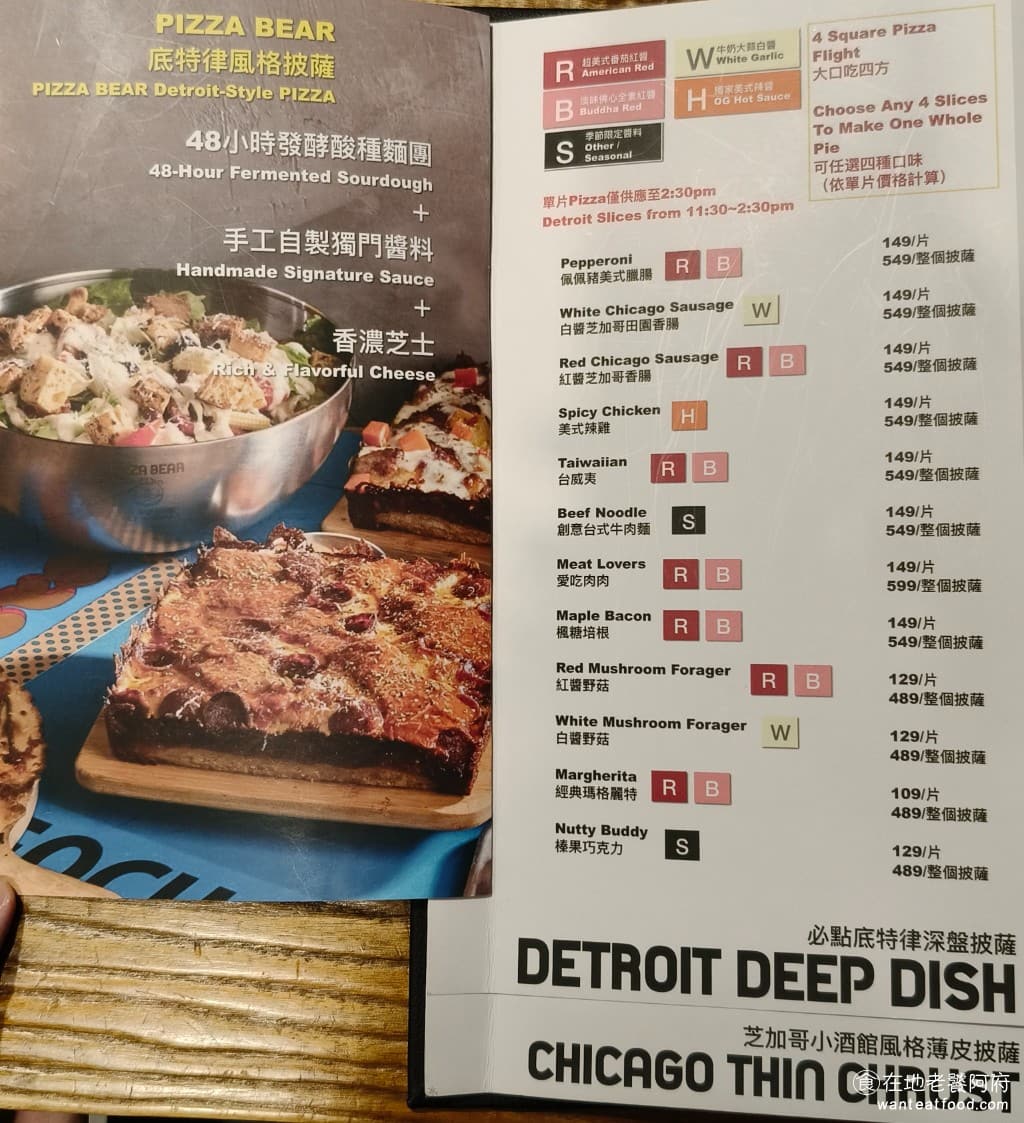 PIZZA BEAR
底特律風格披薩
PIZZA BEAR Detroit-Style PIZZA
48小時發酵酸種麵團
48-Hour Fermented Sourdough
+
手工自製獨門醬料
Handmade Signature Sauce
+
香濃芝士
Rich & Flavorful Cheese
PIZZA BEAR
R 超美式番茄紅醬
American Red
W 牛奶大蒜白醬
White Garlic
B 淡味佛心全素紅醬
Buddha Red
H 獨家美式辣醬
OG Hot Sauce
S 季節限定醬料
Other /
Seasonal
4 Square Pizza
Flight
大口吃四方
Choose Any 4 Slices
To Make One Whole
Pie
可任選四種口味
(依單片價格計算)
單片Pizza僅供應至2:30pm
Detroit Slices from 11:30~2:30pm
Pepperoni R B 149/片
佩佩豬美式臘腸 549/整個披薩
White Chicago Sausage W 149/片
白醬芝加哥田園香腸 549/整個披薩
Red Chicago Sausage R B 149/片
紅醬芝加哥香腸 549/整個披薩
Spicy Chicken H 149/片
美式辣雞 549/整個披薩
Taiwaiian R B 149/片
台威夷 549/整個披薩
Beef Noodle S 149/片
創意台式牛肉麵 549/整個披薩
Meat Lovers R B 149/片
愛吃肉肉 599/整個披薩
Maple Bacon R B 149/片
楓糖培根 549/整個披薩
Red Mushroom Forager R B 129/片
紅醬野菇 489/整個披薩
White Mushroom Forager W 129/片
白醬野菇 489/整個披薩
Margherita R B 109/片
經典瑪格麗特 489/整個披薩
Nutty Buddy S 129/片
榛果巧克力 489/整個披薩
必點底特律深盤披薩
DETROIT DEEP DISH
芝加哥小酒館風格薄皮披薩
CHICAGO THIN CHRUST
食在地老饕阿府
wanteatfood.com